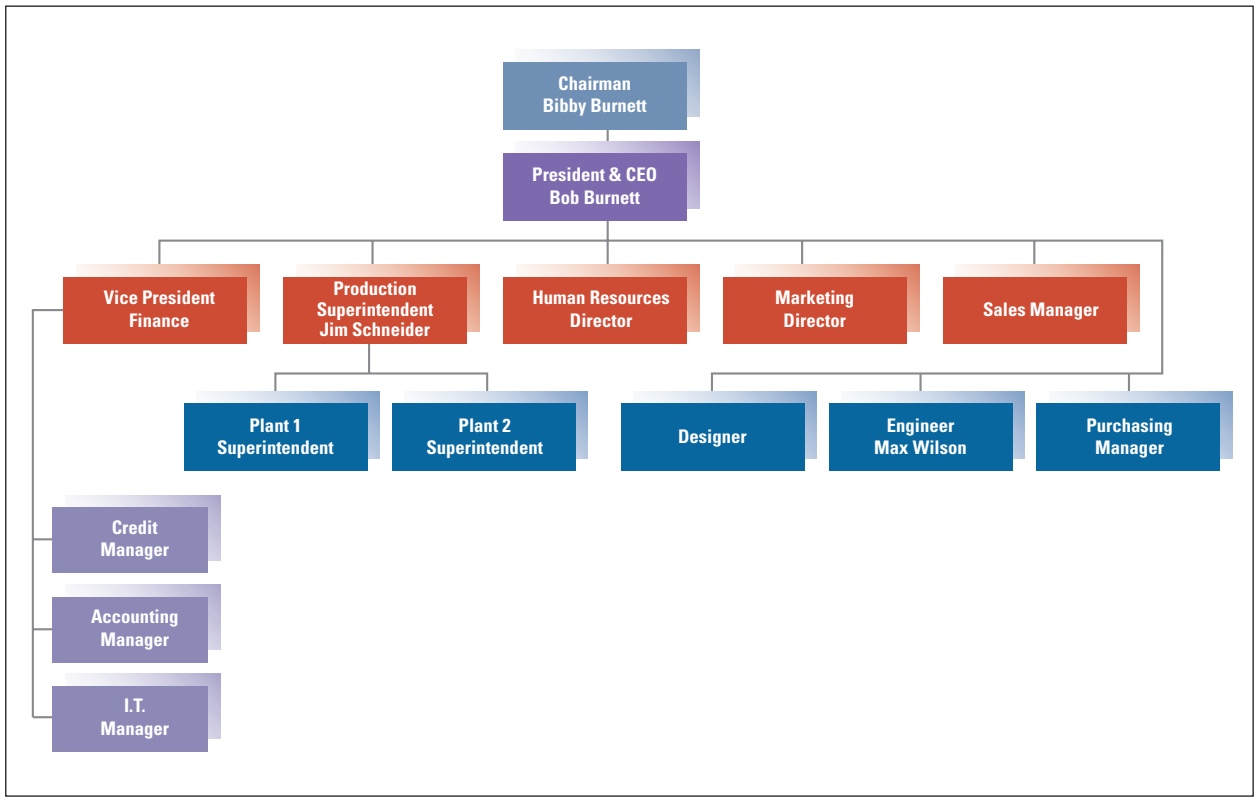 Chairman
Bibby Burnett
President & CEO
Bob Burnett
Vice President
Finance
Production
Superintendent
Jim Schneider
Human Resources
Director
Marketing
Director
Sales Manager
Plant 1
Superintendent
Plant 2
Superintendent
Designer
Engineer
Max Wilson
Purchasing
Manager
Credit
Manager
Accounting
Manager
I.T.
Manager